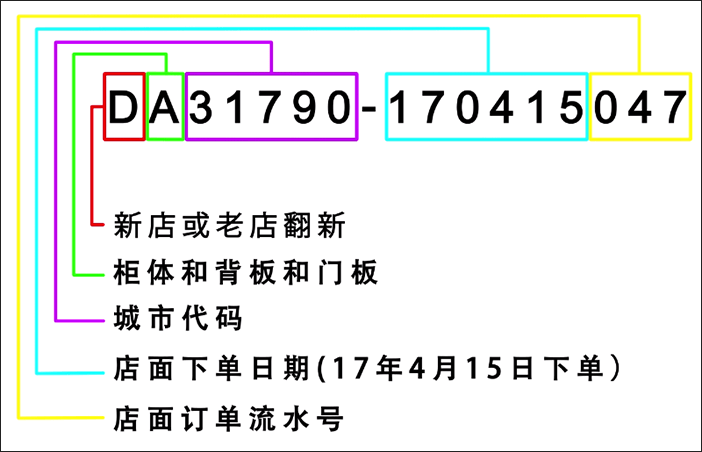 DA31790-170415047
新店或老店翻新
柜体和背板和门板
城市代码
店面下单日期(17年4月15日下单)
店面订单流水号